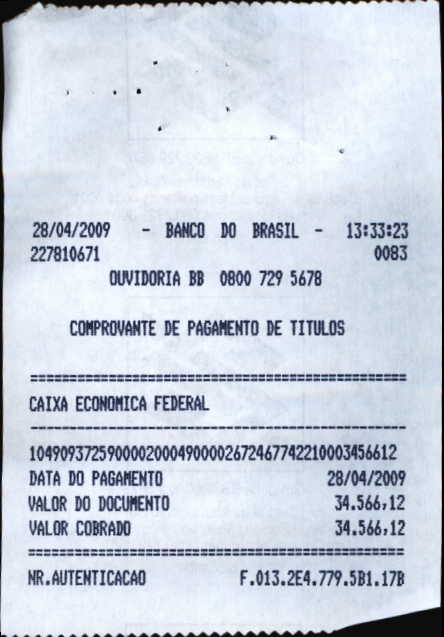 28/04/2009 - BANCO DO BRASIL - 13:33:23
227810671 0083
OUVIDORIA BB 0800 729 5678
COMPROVANTE DE PAGAMENTO DE TITULOS
================================================
CAIXA ECONOMICA FEDERAL
------------------------------------------------
10490937259000020004900002672467742210003456612
DATA DO PAGAMENTO 28/04/2009
VALOR DO DOCUMENTO 34.566,12
VALOR COBRADO 34.566,12
================================================
NR.AUTENTICACAO F.013.2E4.779.5B1.17B